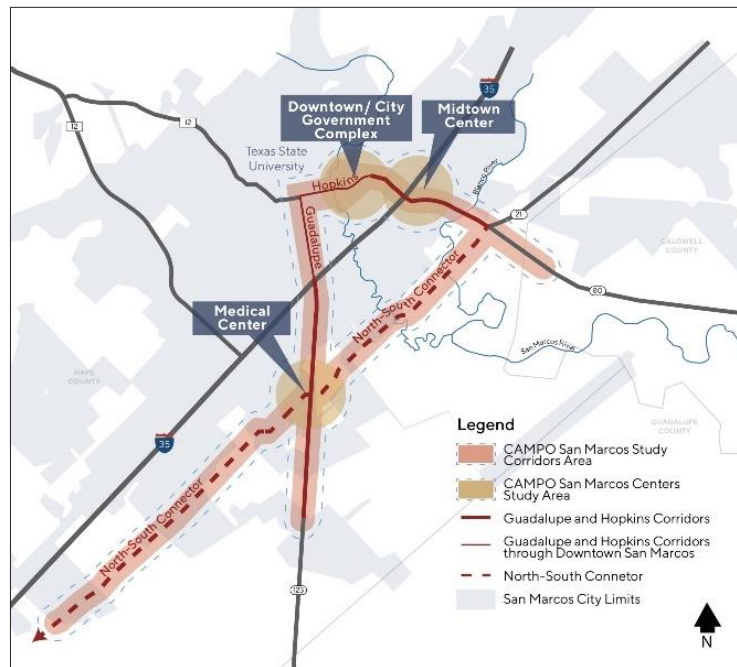 35
12
12
Downtown/ City
Government
Complex
Midtown
Center
Texas State
University
Hopkins
Blanco River
21
Guadalupe
CALDWELL
COUNTY
North-South Connector
80
Medical
Center
San Marcos River
HAYS
COUNTY
GUADALUPE
COUNTY
35
North-South Connector
123
Legend
CAMPO San Marcos Study
Corridors Area
CAMPO San Marcos Centers
Study Area
Guadalupe and Hopkins Corridors
Guadalupe and Hopkins Corridors
through Downtown San Marcos
North-South Connetor
San Marcos City Limits
N